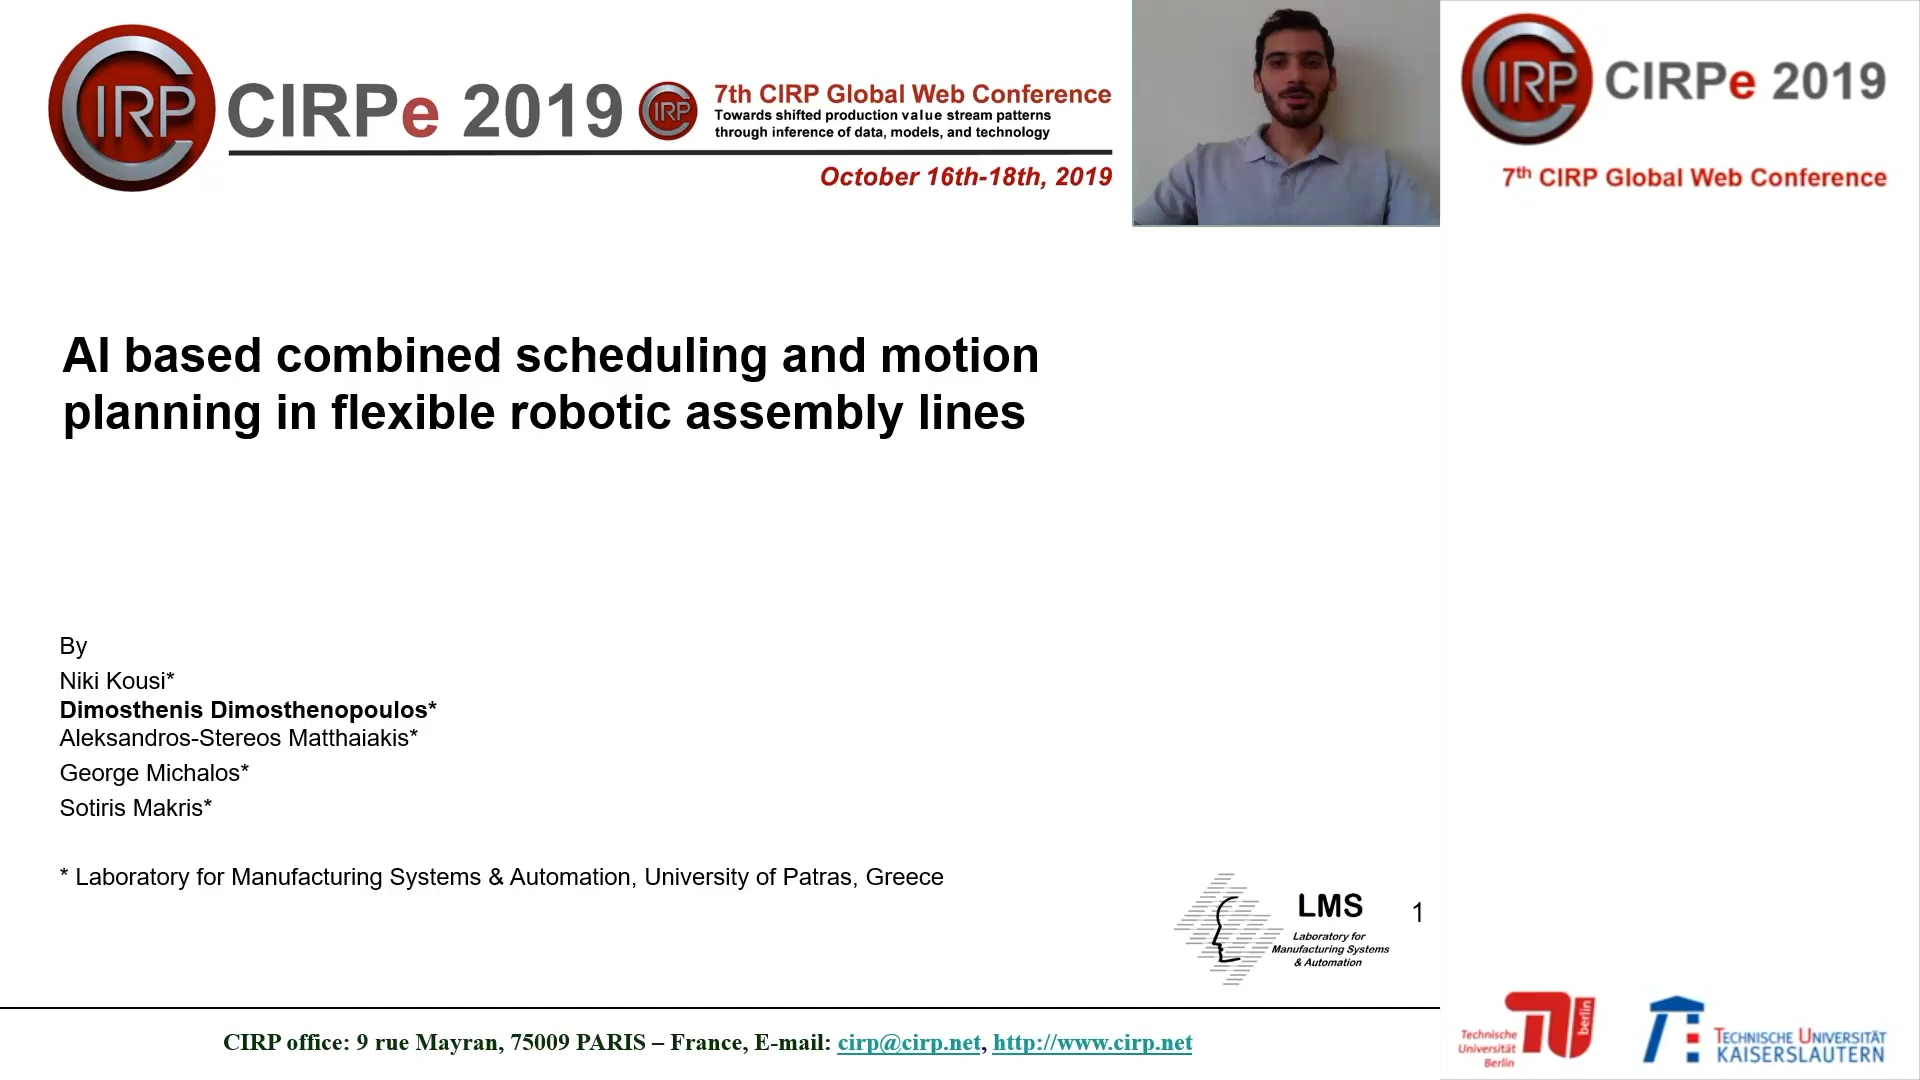 CIRP
CIRPe 2019
CIRP
7th CIRP Global Web Conference
Towards shifted production value stream patterns
through inference of data, models, and technology
October 16th-18th, 2019
CIRP
CIRPe 2019
7th CIRP Global Web Conference
AI based combined scheduling and motion
planning in flexible robotic assembly lines
By
Niki Kousi*
Dimosthenis Dimosthenopoulos*
Aleksandros-Stereos Matthaiakis*
George Michalos*
Sotiris Makris*
* Laboratory for Manufacturing Systems & Automation, University of Patras, Greece
LMS
Laboratory for
Manufacturing Systems
& Automation
1
CIRP office: 9 rue Mayran, 75009 PARIS – France, E-mail: cirp@cirp.net, http://www.cirp.net
Technische
Universität
Berlin
berlin
TECHNISCHE UNIVERSITÄT
KAISERSLAUTERN